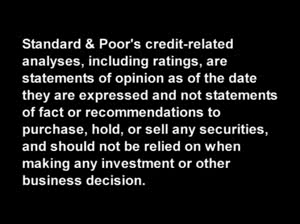 Standard & Poor's credit-related
analyses, including ratings, are
statements of opinion as of the date
they are expressed and not statements
of fact or recommendations to
purchase, hold, or sell any securities,
and should not be relied on when
making any investment or other
business decision.